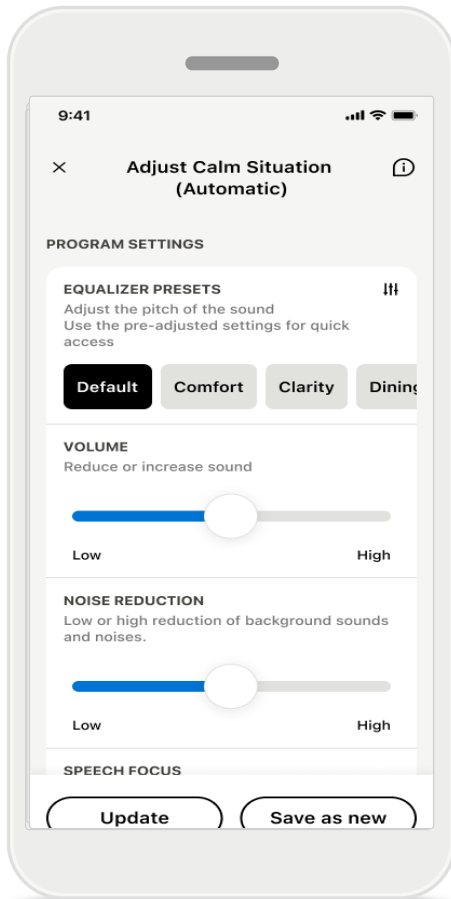 9:41
Adjust Calm Situation
(Automatic)
PROGRAM SETTINGS
EQUALIZER PRESETS
Adjust the pitch of the sound
Use the pre-adjusted settings for quick
access
Default Comfort Clarity Dining
VOLUME
Reduce or increase sound
Low High
NOISE REDUCTION
Low or high reduction of background sounds
and noises.
Low High
SPEECH FOCUS
Update Save as new